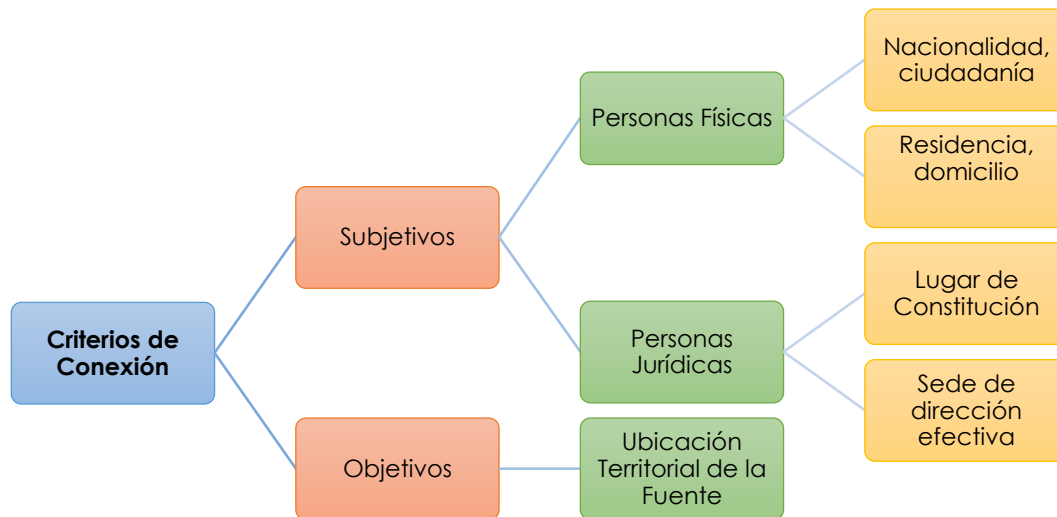 Nacionalidad,
ciudadanía
Personas Físicas
Residencia,
domicilio
Subjetivos
Lugar de
Constitución
Criterios de
Conexión
Personas
Jurídicas
Sede de
dirección
efectiva
Objetivos
Ubicación
Territorial de la
Fuente